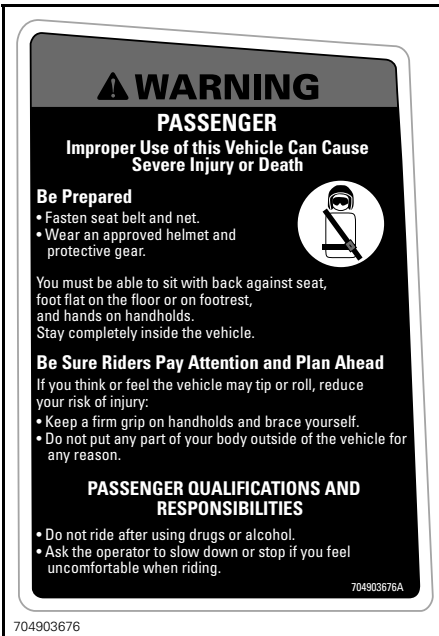 WARNING
PASSENGER
Improper Use of this Vehicle Can Cause
Severe Injury or Death
Be Prepared
• Fasten seat belt and net.
• Wear an approved helmet and
protective gear.
You must be able to sit with back against seat,
foot flat on the floor or on footrest,
and hands on handholds.
Stay completely inside the vehicle.
Be Sure Riders Pay Attention and Plan Ahead
If you think or feel the vehicle may tip or roll, reduce
your risk of injury:
• Keep a firm grip on handholds and brace yourself.
• Do not put any part of your body outside of the vehicle for
any reason.
PASSENGER QUALIFICATIONS AND
RESPONSIBILITIES
• Do not ride after using drugs or alcohol.
• Ask the operator to slow down or stop if you feel
uncomfortable when riding.
704903676A
704903676